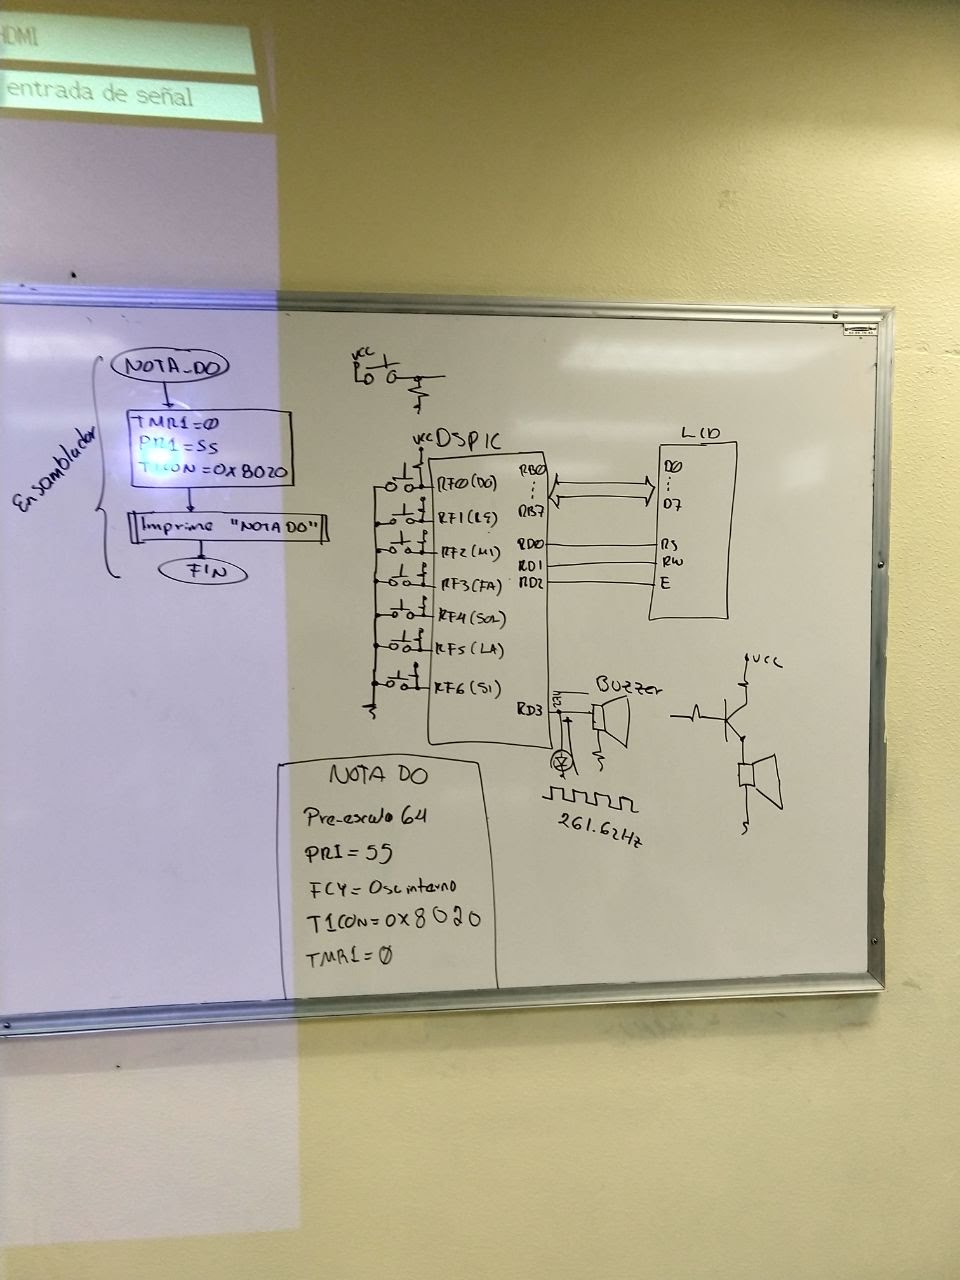 HDMI
entrada de señal
Ensamblador
NOTA_DO
TMR1=0
PR1=55
T1CON=0x8020
Imprime "NOTA DO"
FIN
VCC
VCC
DSPIC
RF0(DO)
RF1(RE)
RF2(MI)
RF3(FA)
RF4(SOL)
RF5(LA)
RF6(SI)
RB0
RB7
RD0
RD1
RD2
RD3
LCD
D0
D7
RS
RW
E
Buzzer
261.62Hz
VCC
NOTA DO
Pre-escala 64
PR1=55
FCY=Osc interno
T1CON=0x8020
TMR1=0